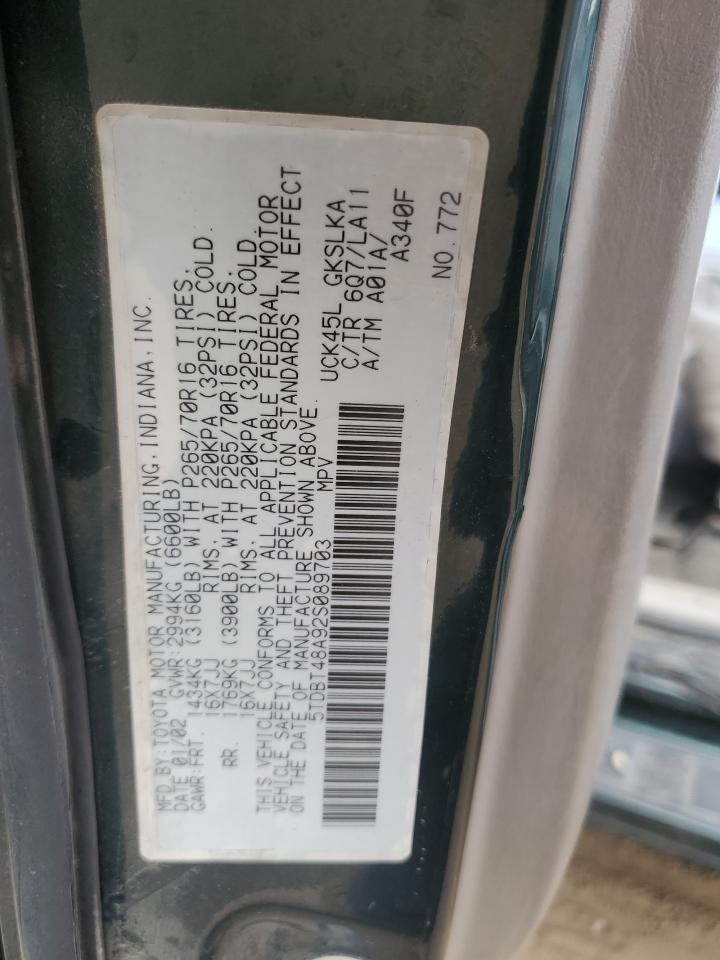 MFD.BY:TOYOTA MOTOR MANUFACTURING,INDIANA,INC.
DATE 01/02 GVWR:2994KG (6600LB)
GAWR:FRT. 1434KG (3160LB) WITH P265/70R16 TIRES,
16X7JJ RIMS, AT 220KPA (32PSI) COLD.
RR. 1769KG (3900LB) WITH P265/70R16 TIRES,
16X7JJ RIMS, AT 220KPA (32PSI) COLD.
THIS VEHICLE CONFORMS TO ALL APPLICABLE FEDERAL MOTOR
VEHICLE SAFETY AND THEFT PREVENTION STANDARDS IN EFFECT
ON THE DATE OF MANUFACTURE SHOWN ABOVE.
5TDBT48A92S089703 MPV
UCK45L GKSLKA
C/TR 6Q7/LA11
A/TM A01A/
A340F
NO.772